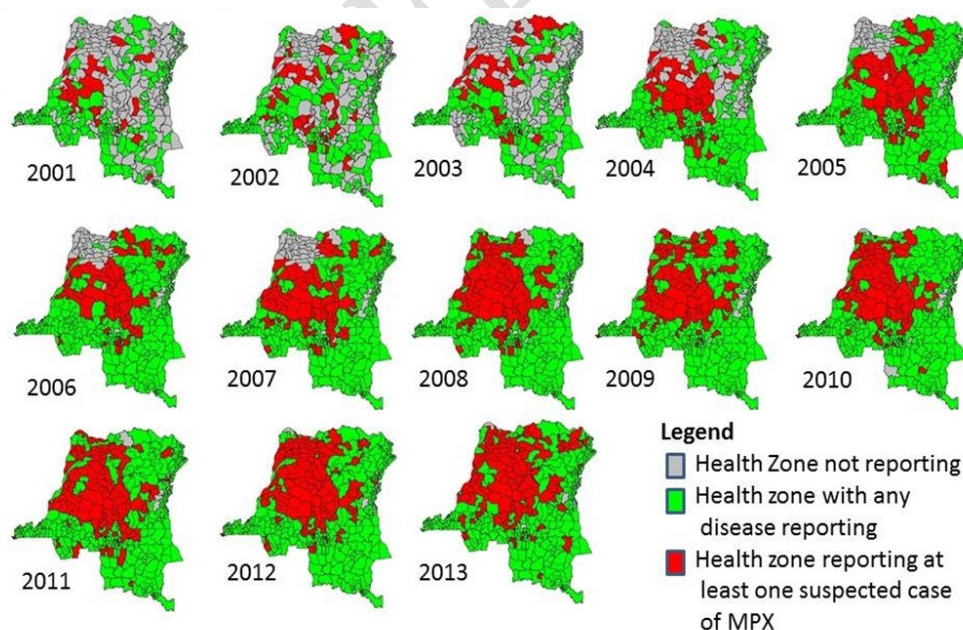 2001
2002
2003
2004
2005
2006
2007
2008
2009
2010
2011
2012
2013
Legend
Health Zone not reporting
Health zone with any
disease reporting
Health zone reporting at
least one suspected case
of MPX